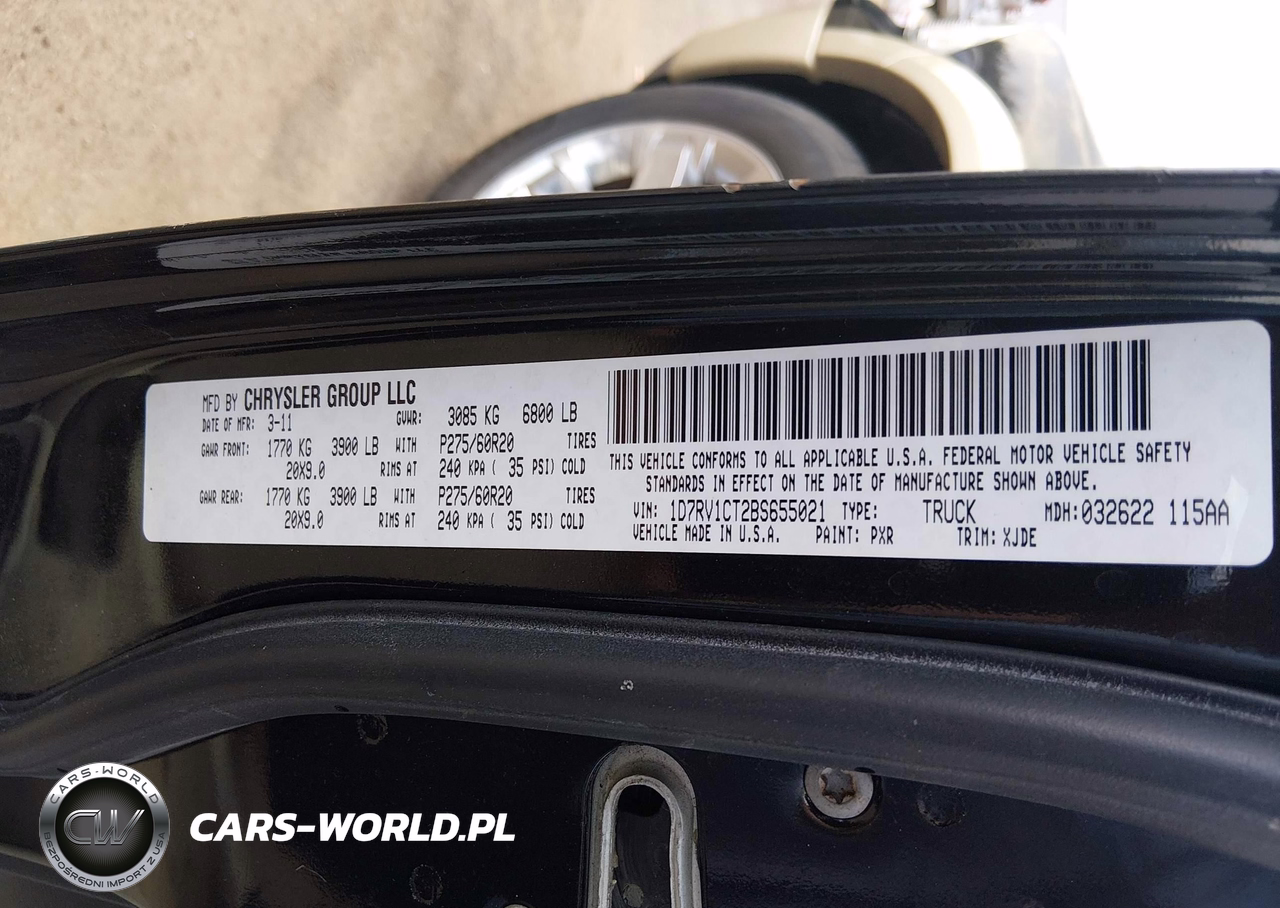 MFD BY CHRYSLER GROUP LLC
DATE OF MFR: 3-11 GVWR: 3085 KG 6800 LB
GAWR FRONT: 1770 KG 3900 LB WITH P275/60R20 TIRES
20X9.0 RIMS AT 240 KPA ( 35 PSI) COLD
GAWR REAR: 1770 KG 3900 LB WITH P275/60R20 TIRES
20X9.0 RIMS AT 240 KPA ( 35 PSI) COLD
THIS VEHICLE CONFORMS TO ALL APPLICABLE U.S.A. FEDERAL MOTOR VEHICLE SAFETY
STANDARDS IN EFFECT ON THE DATE OF MANUFACTURE SHOWN ABOVE.
VIN: 1D7RV1CT2BS655021 TYPE: TRUCK MDH: 032622 115AA
VEHICLE MADE IN U.S.A. PAINT: PXR TRIM: XJDE
CARS-WORLD
CW
BEZPOŚREDNI IMPORT Z USA
CARS-WORLD.PL